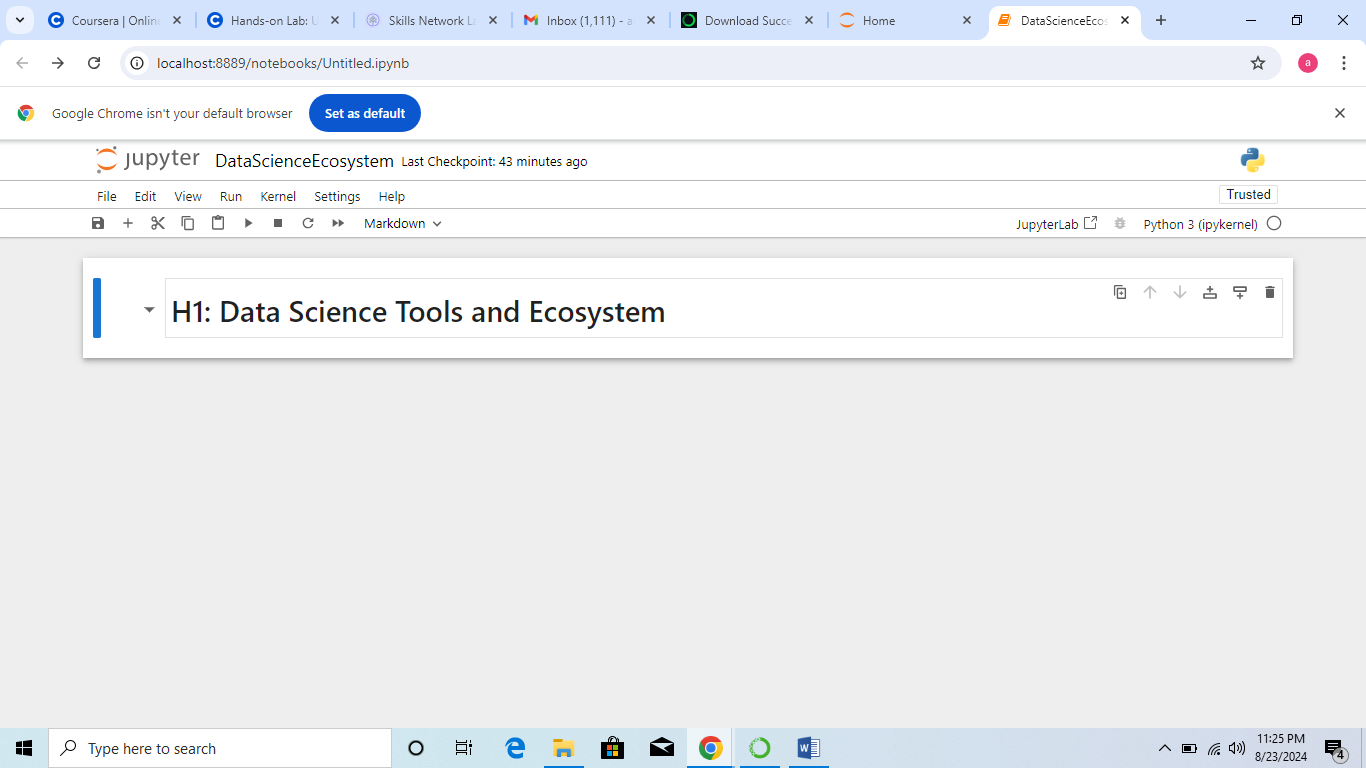 Coursera | Online
Hands-on Lab: U
Skills Network La
Inbox (1,111) - a
Download Succe
Home
DataScienceEcos
localhost:8889/notebooks/Untitled.ipynb
a
Google Chrome isn't your default browser
Set as default
jupyter DataScienceEcosystem Last Checkpoint: 43 minutes ago
File Edit View Run Kernel Settings Help
Trusted
Markdown
JupyterLab
Python 3 (ipykernel)
H1: Data Science Tools and Ecosystem
Type here to search
11:25 PM
8/23/2024
4